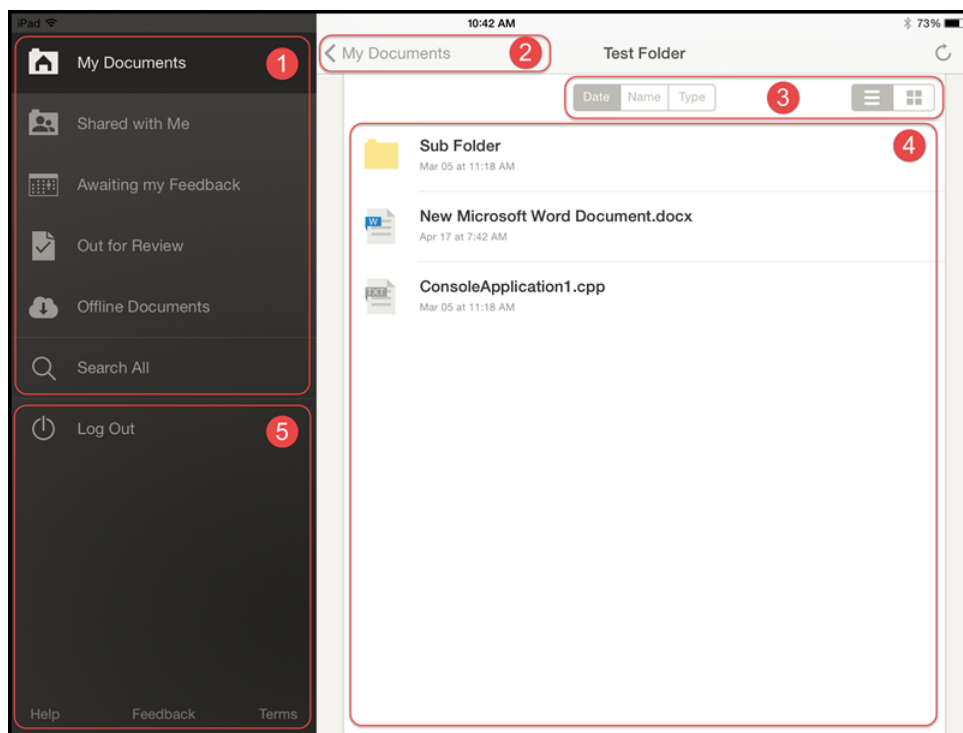 iPad
10:42 AM
73%
My Documents
1
Shared with Me
Awaiting my Feedback
Out for Review
Offline Documents
Search All
Log Out
5
Help Feedback Terms
My Documents
2
Test Folder
Date Name Type
3
4
Sub Folder
Mar 05 at 11:18 AM
W
New Microsoft Word Document.docx
Apr 17 at 7:42 AM
TXT
ConsoleApplication1.cpp
Mar 05 at 11:18 AM